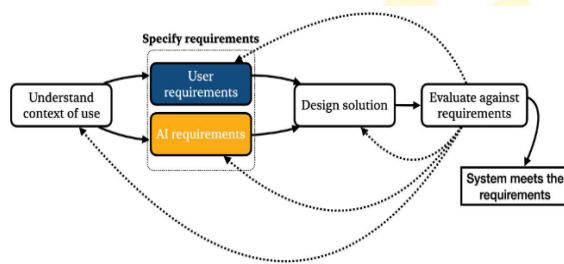 Specify requirements
Understand
context of use
User
requirements
AI requirements
Design solution
Evaluate against
requirements
System meets the
requirements